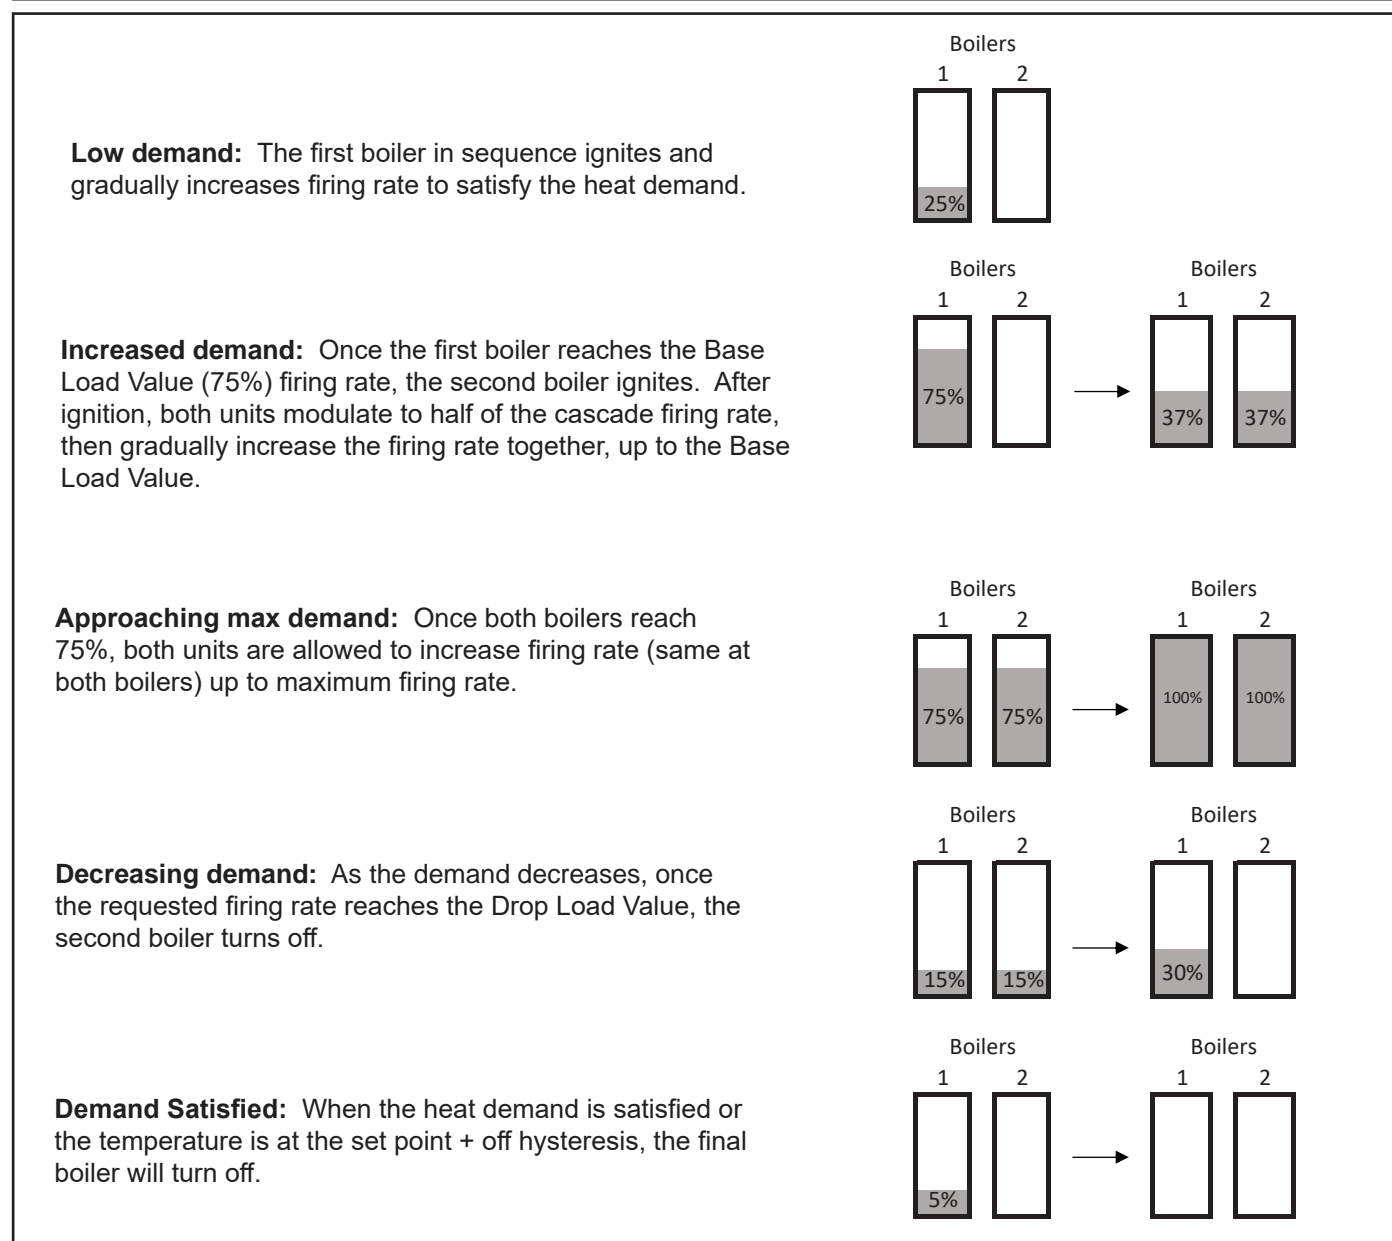 Boilers
1 2
Low demand: The first boiler in sequence ignites and
gradually increases firing rate to satisfy the heat demand.
25%
Boilers Boilers
1 2 1 2
Increased demand: Once the first boiler reaches the Base
Load Value (75%) firing rate, the second boiler ignites. After
ignition, both units modulate to half of the cascade firing rate,
then gradually increase the firing rate together, up to the Base
Load Value.
75% 37% 37%
Boilers Boilers
1 2 1 2
Approaching max demand: Once both boilers reach
75%, both units are allowed to increase firing rate (same at
both boilers) up to maximum firing rate.
75% 75% 100% 100%
Boilers Boilers
1 2 1 2
Decreasing demand: As the demand decreases, once
the requested firing rate reaches the Drop Load Value, the
second boiler turns off.
15% 15% 30%
Boilers Boilers
1 2 1 2
Demand Satisfied: When the heat demand is satisfied or
the temperature is at the set point + off hysteresis, the final
boiler will turn off.
5%